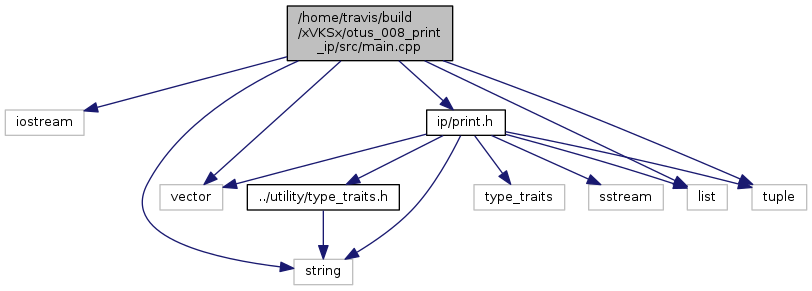 /home/travis/build
/xVKSx/otus_008_print
_ip/src/main.cpp
iostream
ip/print.h
vector
../utility/type_traits.h
type_traits
sstream
list
tuple
string